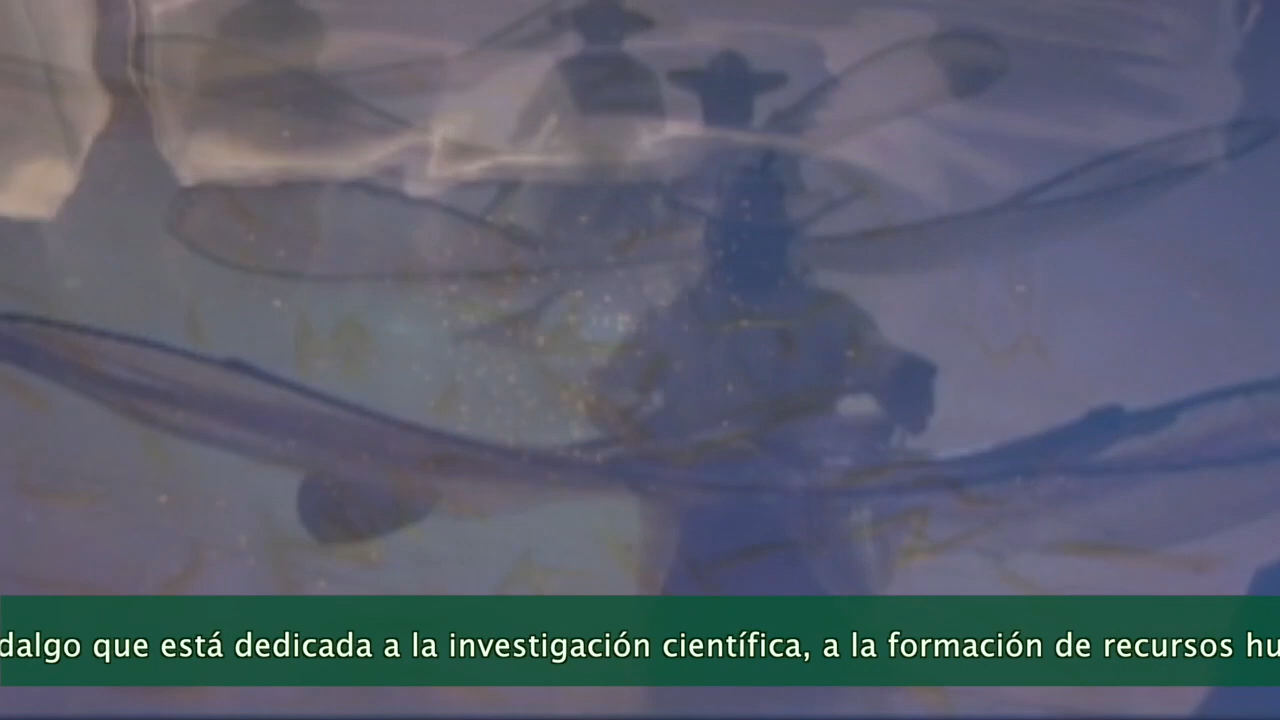 dalgo que está dedicada a la investigación científica, a la formación de recursos hu